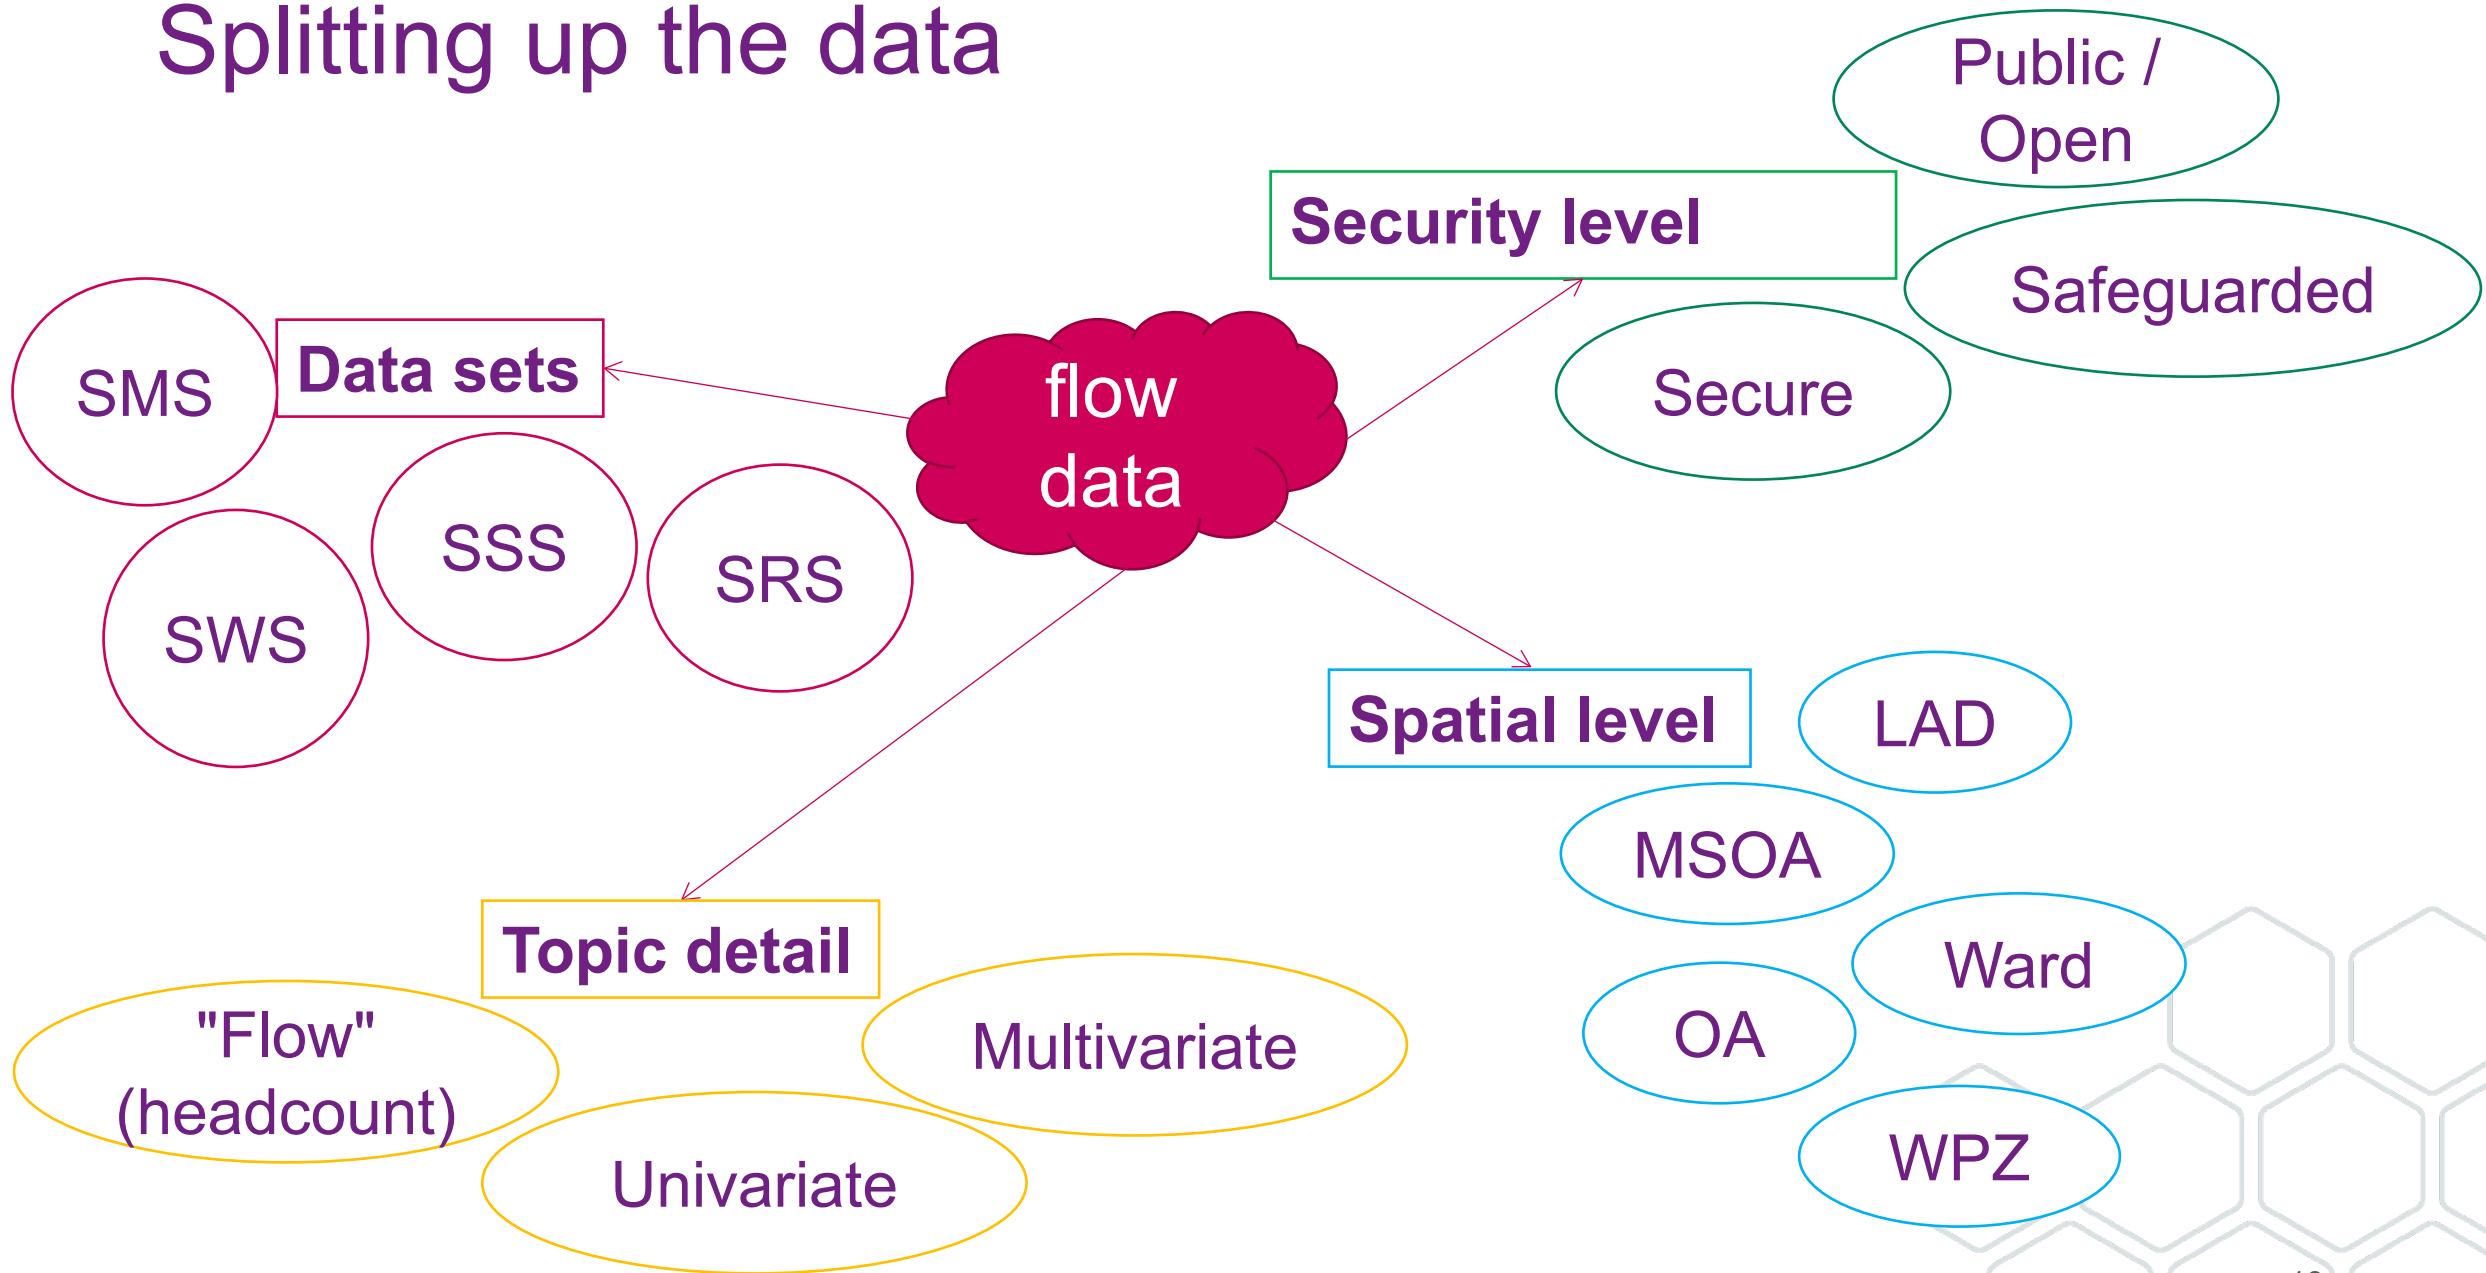 Splitting up the data
Public /
Open
Security level
Safeguarded
Secure
Data sets
SMS
SSS
SRS
SWS
flow
data
Spatial level
LAD
MSOA
Ward
OA
WPZ
Topic detail
"Flow"
(headcount)
Multivariate
Univariate